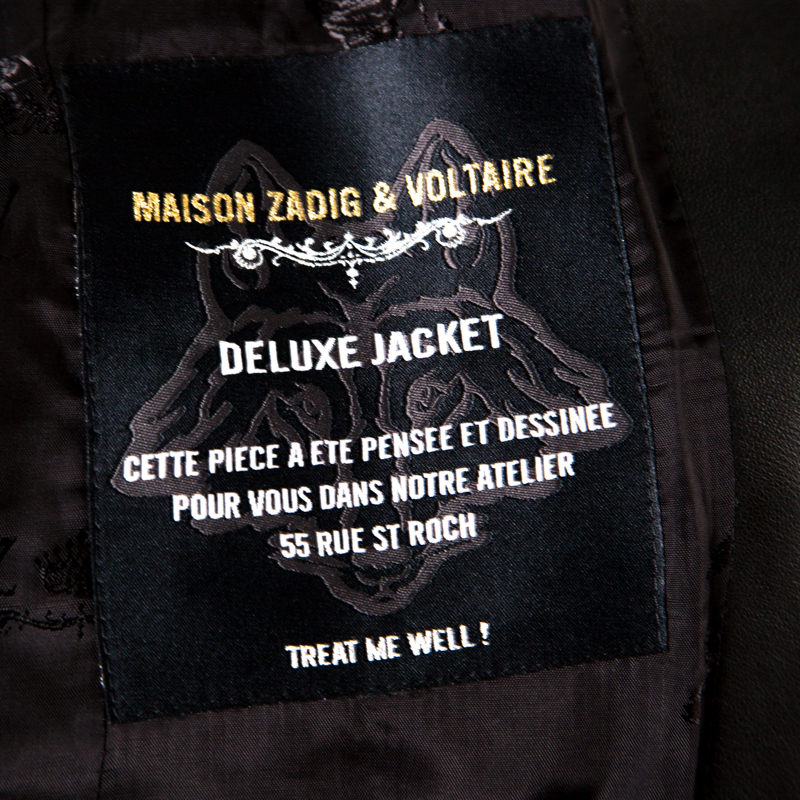 MAISON ZADIG & VOLTAIRE
DELUXE JACKET
CETTE PIECE A ETE PENSEE ET DESSINEE
POUR VOUS DANS NOTRE ATELIER
55 RUE ST ROCH
TREAT ME WELL !